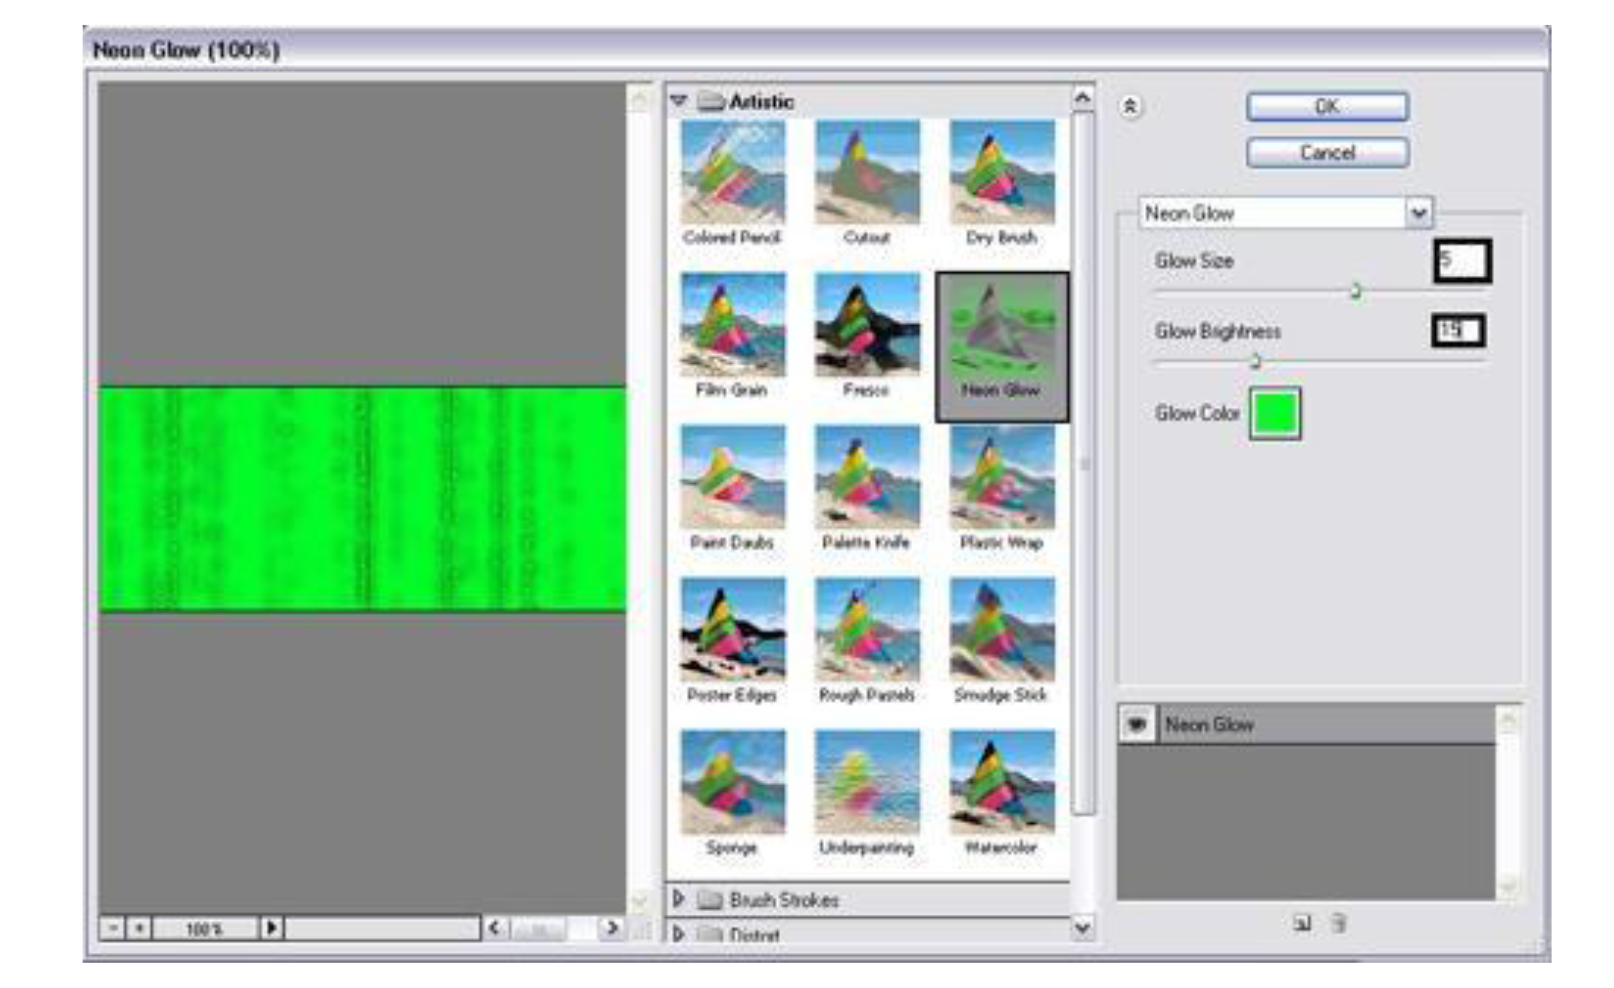 Neon Glow (100%)
Artistic
Colored Pencil
Cutout
Dry Brush
Film Grain
Fresco
Neon Glow
Paint Daubs
Palette Knife
Plastic Wrap
Poster Edges
Rough Pastels
Smudge Stick
Sponge
Underpainting
Watercolor
Brush Strokes
Distort
- + 100%
OK
Cancel
Neon Glow
Glow Size 5
Glow Brightness 15
Glow Color
Neon Glow